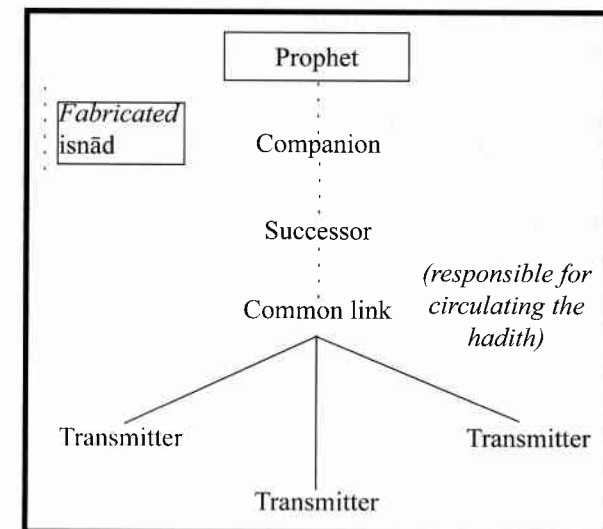 Prophet
Fabricated
isnād
Companion
Successor
Common link
(responsible for
circulating the
hadith)
Transmitter
Transmitter
Transmitter